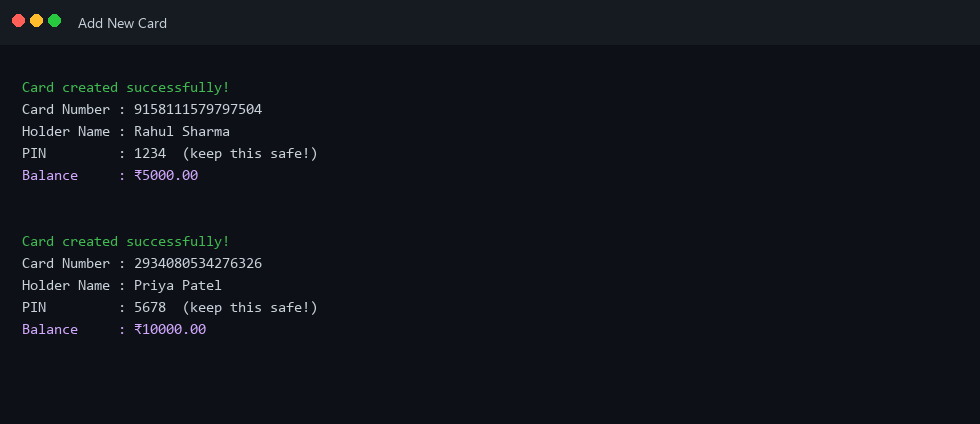 Add New Card
Card created successfully!
Card Number : 9158111579797504
Holder Name : Rahul Sharma
PIN         : 1234  (keep this safe!)
Balance     : ₹5000.00
Card created successfully!
Card Number : 2934080534276326
Holder Name : Priya Patel
PIN         : 5678  (keep this safe!)
Balance     : ₹10000.00